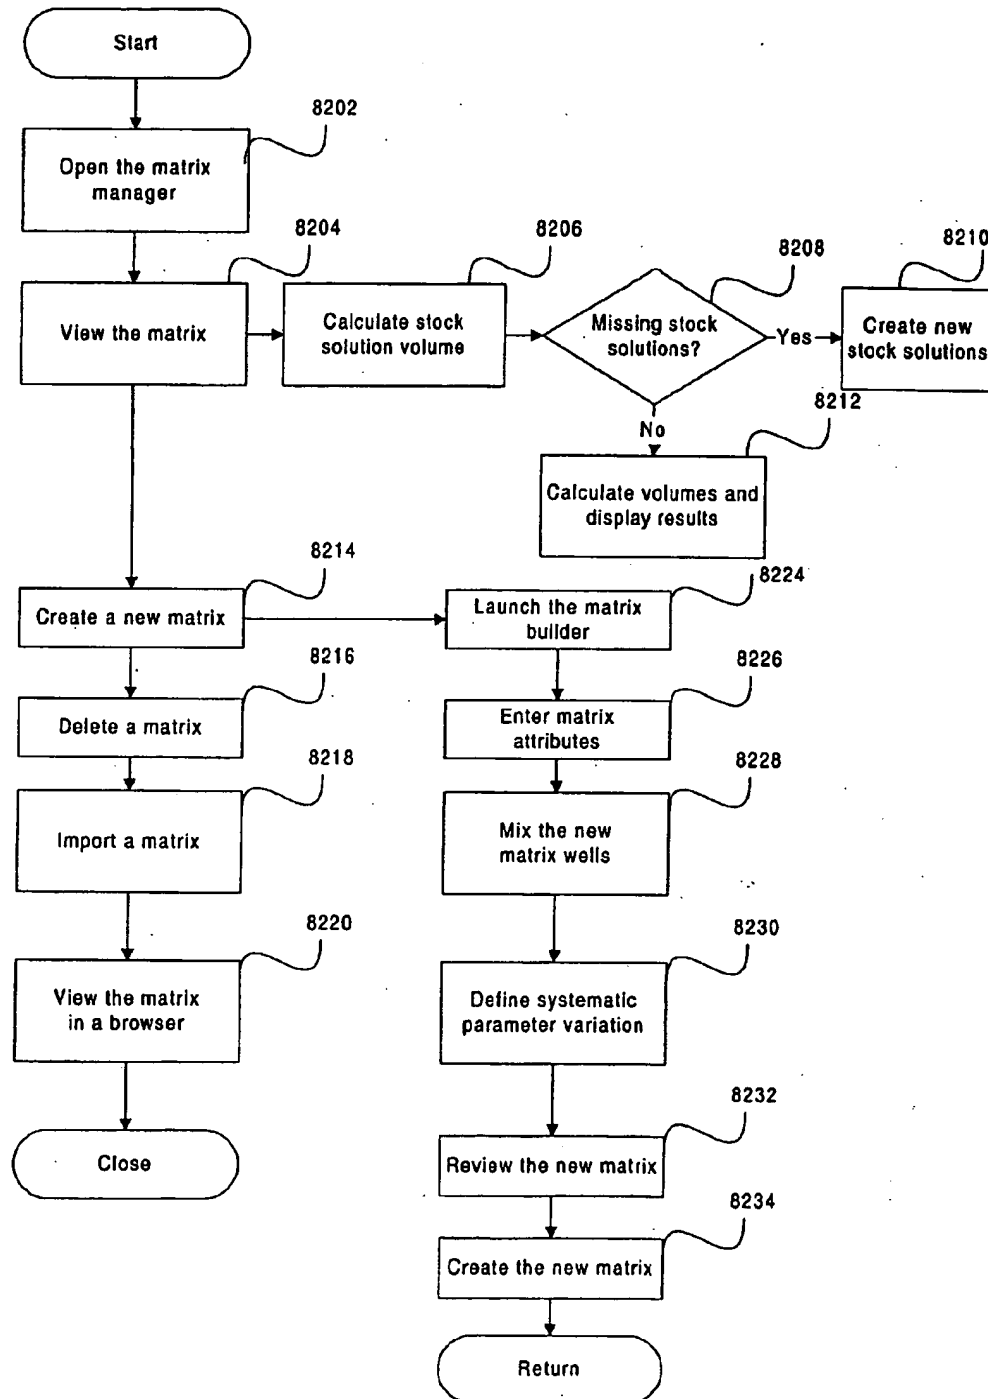 Start
8202
Open the matrix
manager
8204
8206
8208
8210
View the matrix
Calculate stock
solution volume
Missing stock
solutions?
Yes
Create new
stock solutions
No
8212
Calculate volumes and
display results
8214
8224
Create a new matrix
Launch the matrix
builder
8216
8226
Delete a matrix
Enter matrix
attributes
8218
8228
Import a matrix
Mix the new
matrix wells
8220
8230
View the matrix
in a browser
Define systematic
parameter variation
8232
Close
Review the new matrix
8234
Create the new matrix
Return